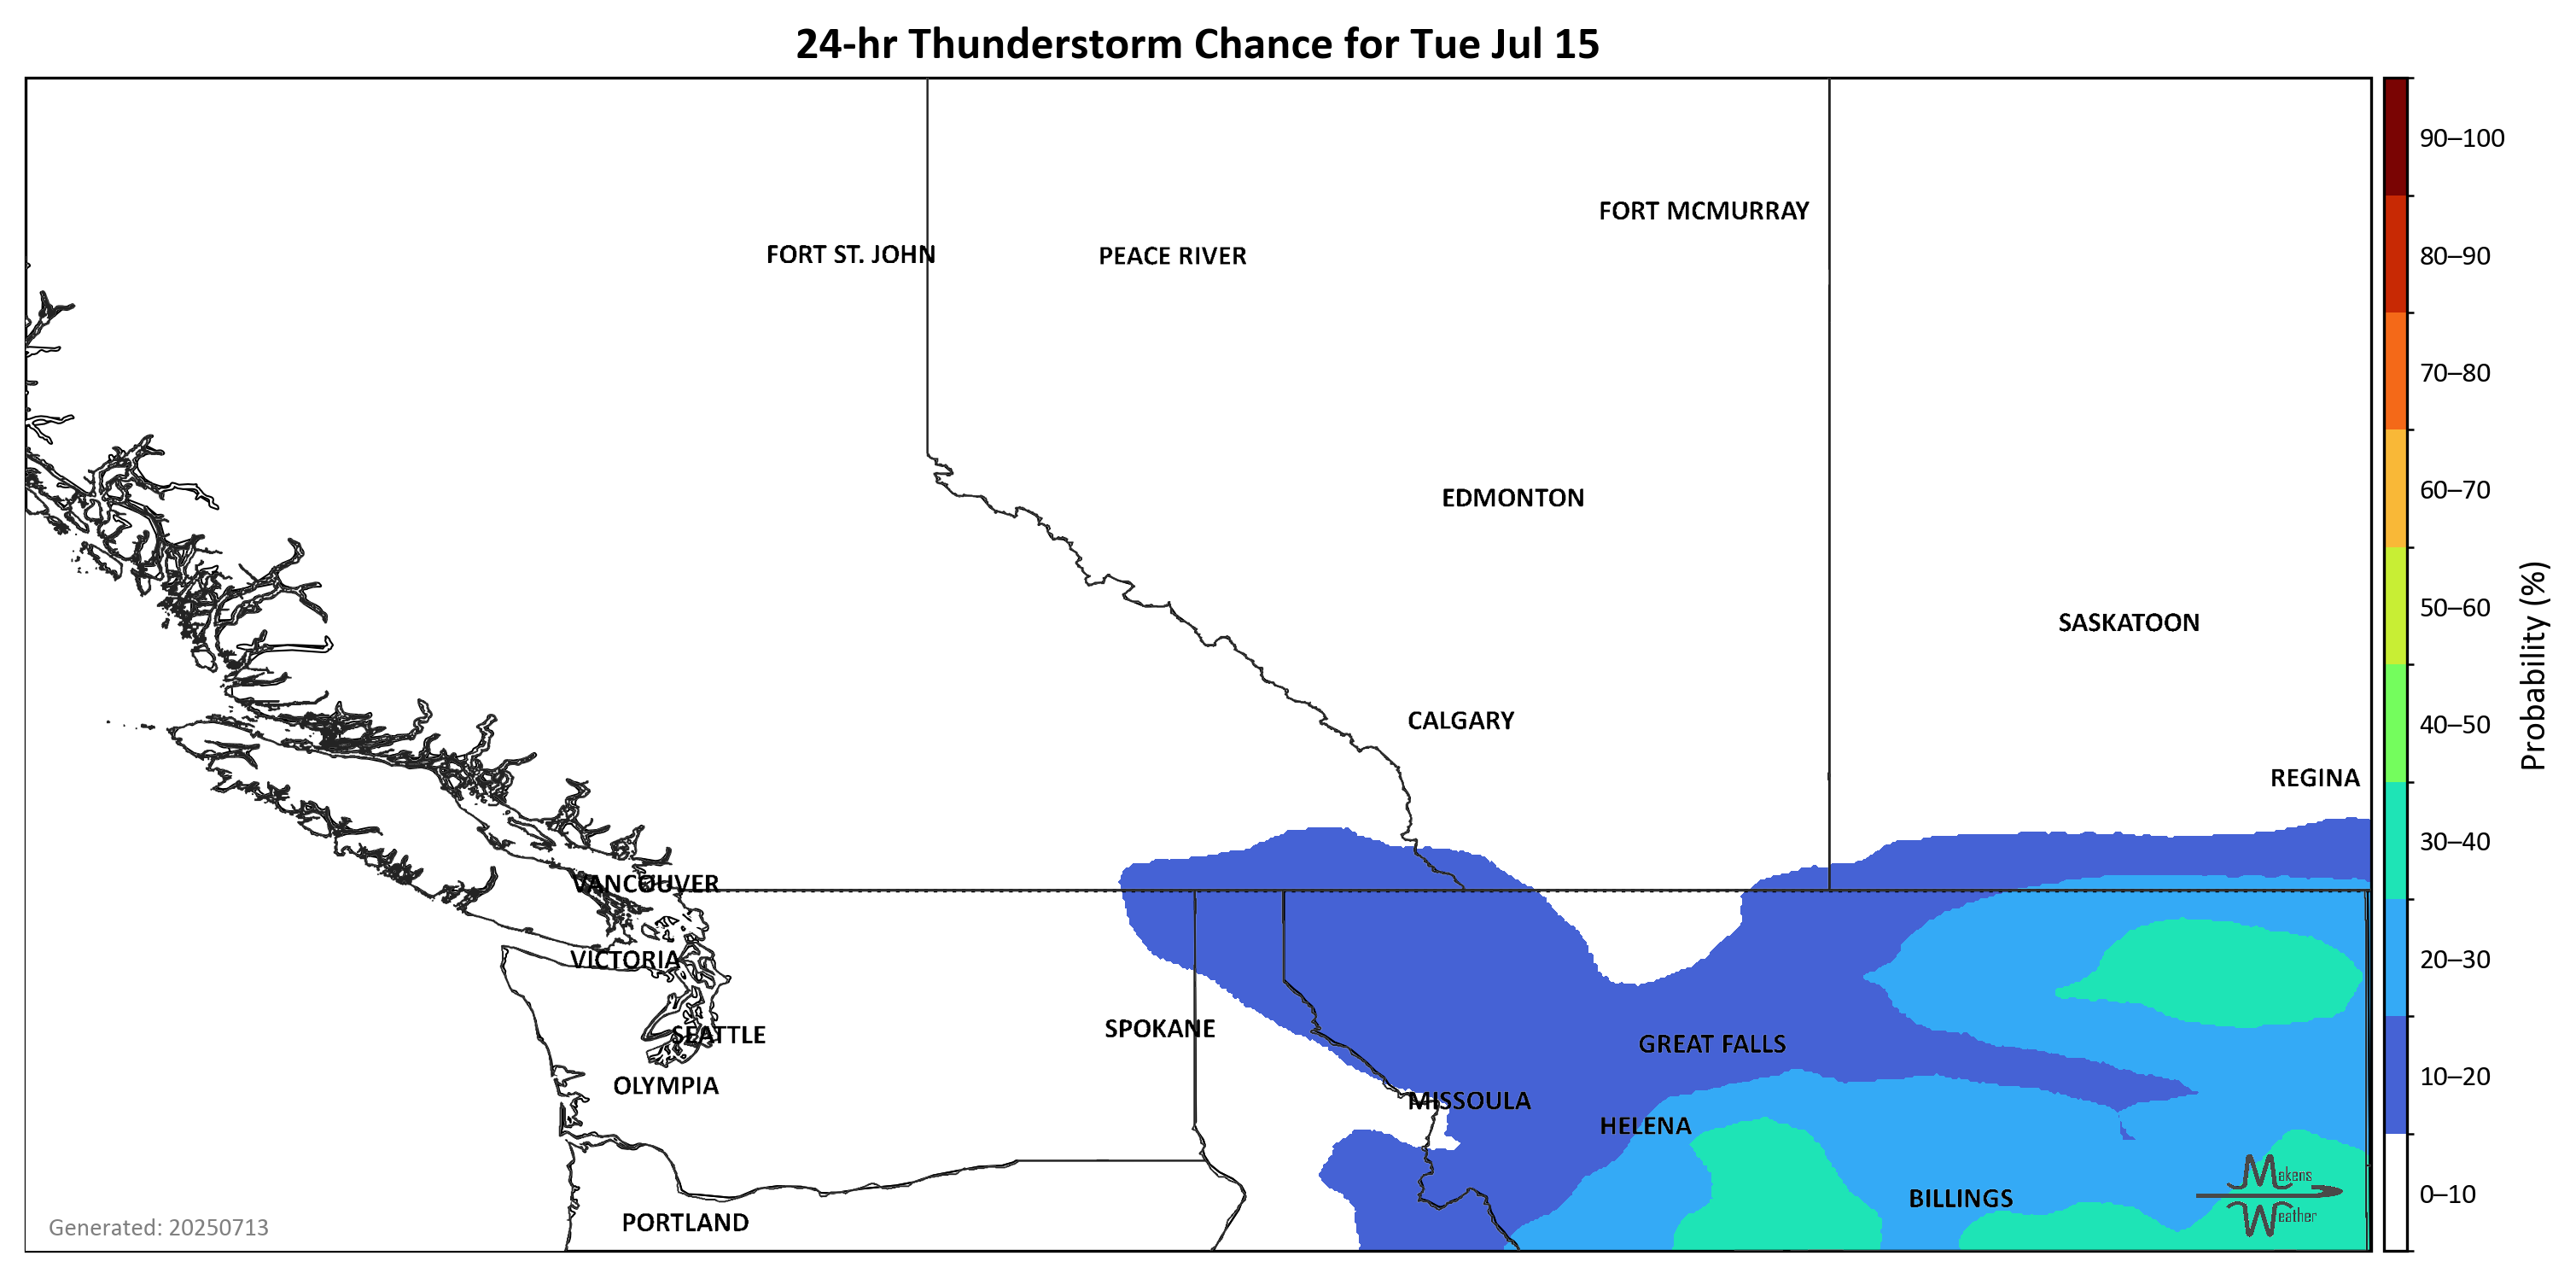 24-hr Thunderstorm Chance for Tue Jul 15
FORT MCMURRAY
FORT ST. JOHN
PEACE RIVER
EDMONTON
SASKATOON
CALGARY
REGINA
VANCOUVER
VICTORIA
SPOKANE
SEATTLE
GREAT FALLS
OLYMPIA
MISSOULA
HELENA
BILLINGS
PORTLAND
Makens
Weather
Generated: 20250713
90–100
80–90
70–80
60–70
50–60
40–50
30–40
20–30
10–20
0–10
Probability (%)